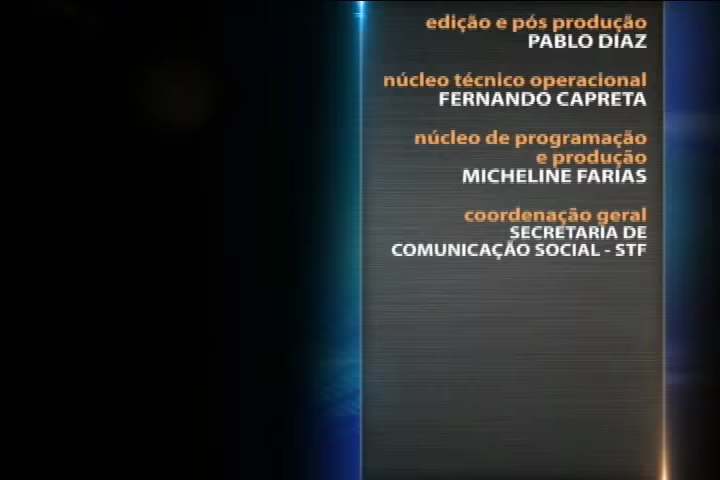 edição e pós produção
PABLO DIAZ
núcleo técnico operacional
FERNANDO CAPRETA
núcleo de programação
e produção
MICHELINE FARIAS
coordenação geral
SECRETARIA DE
COMUNICAÇÃO SOCIAL - STF